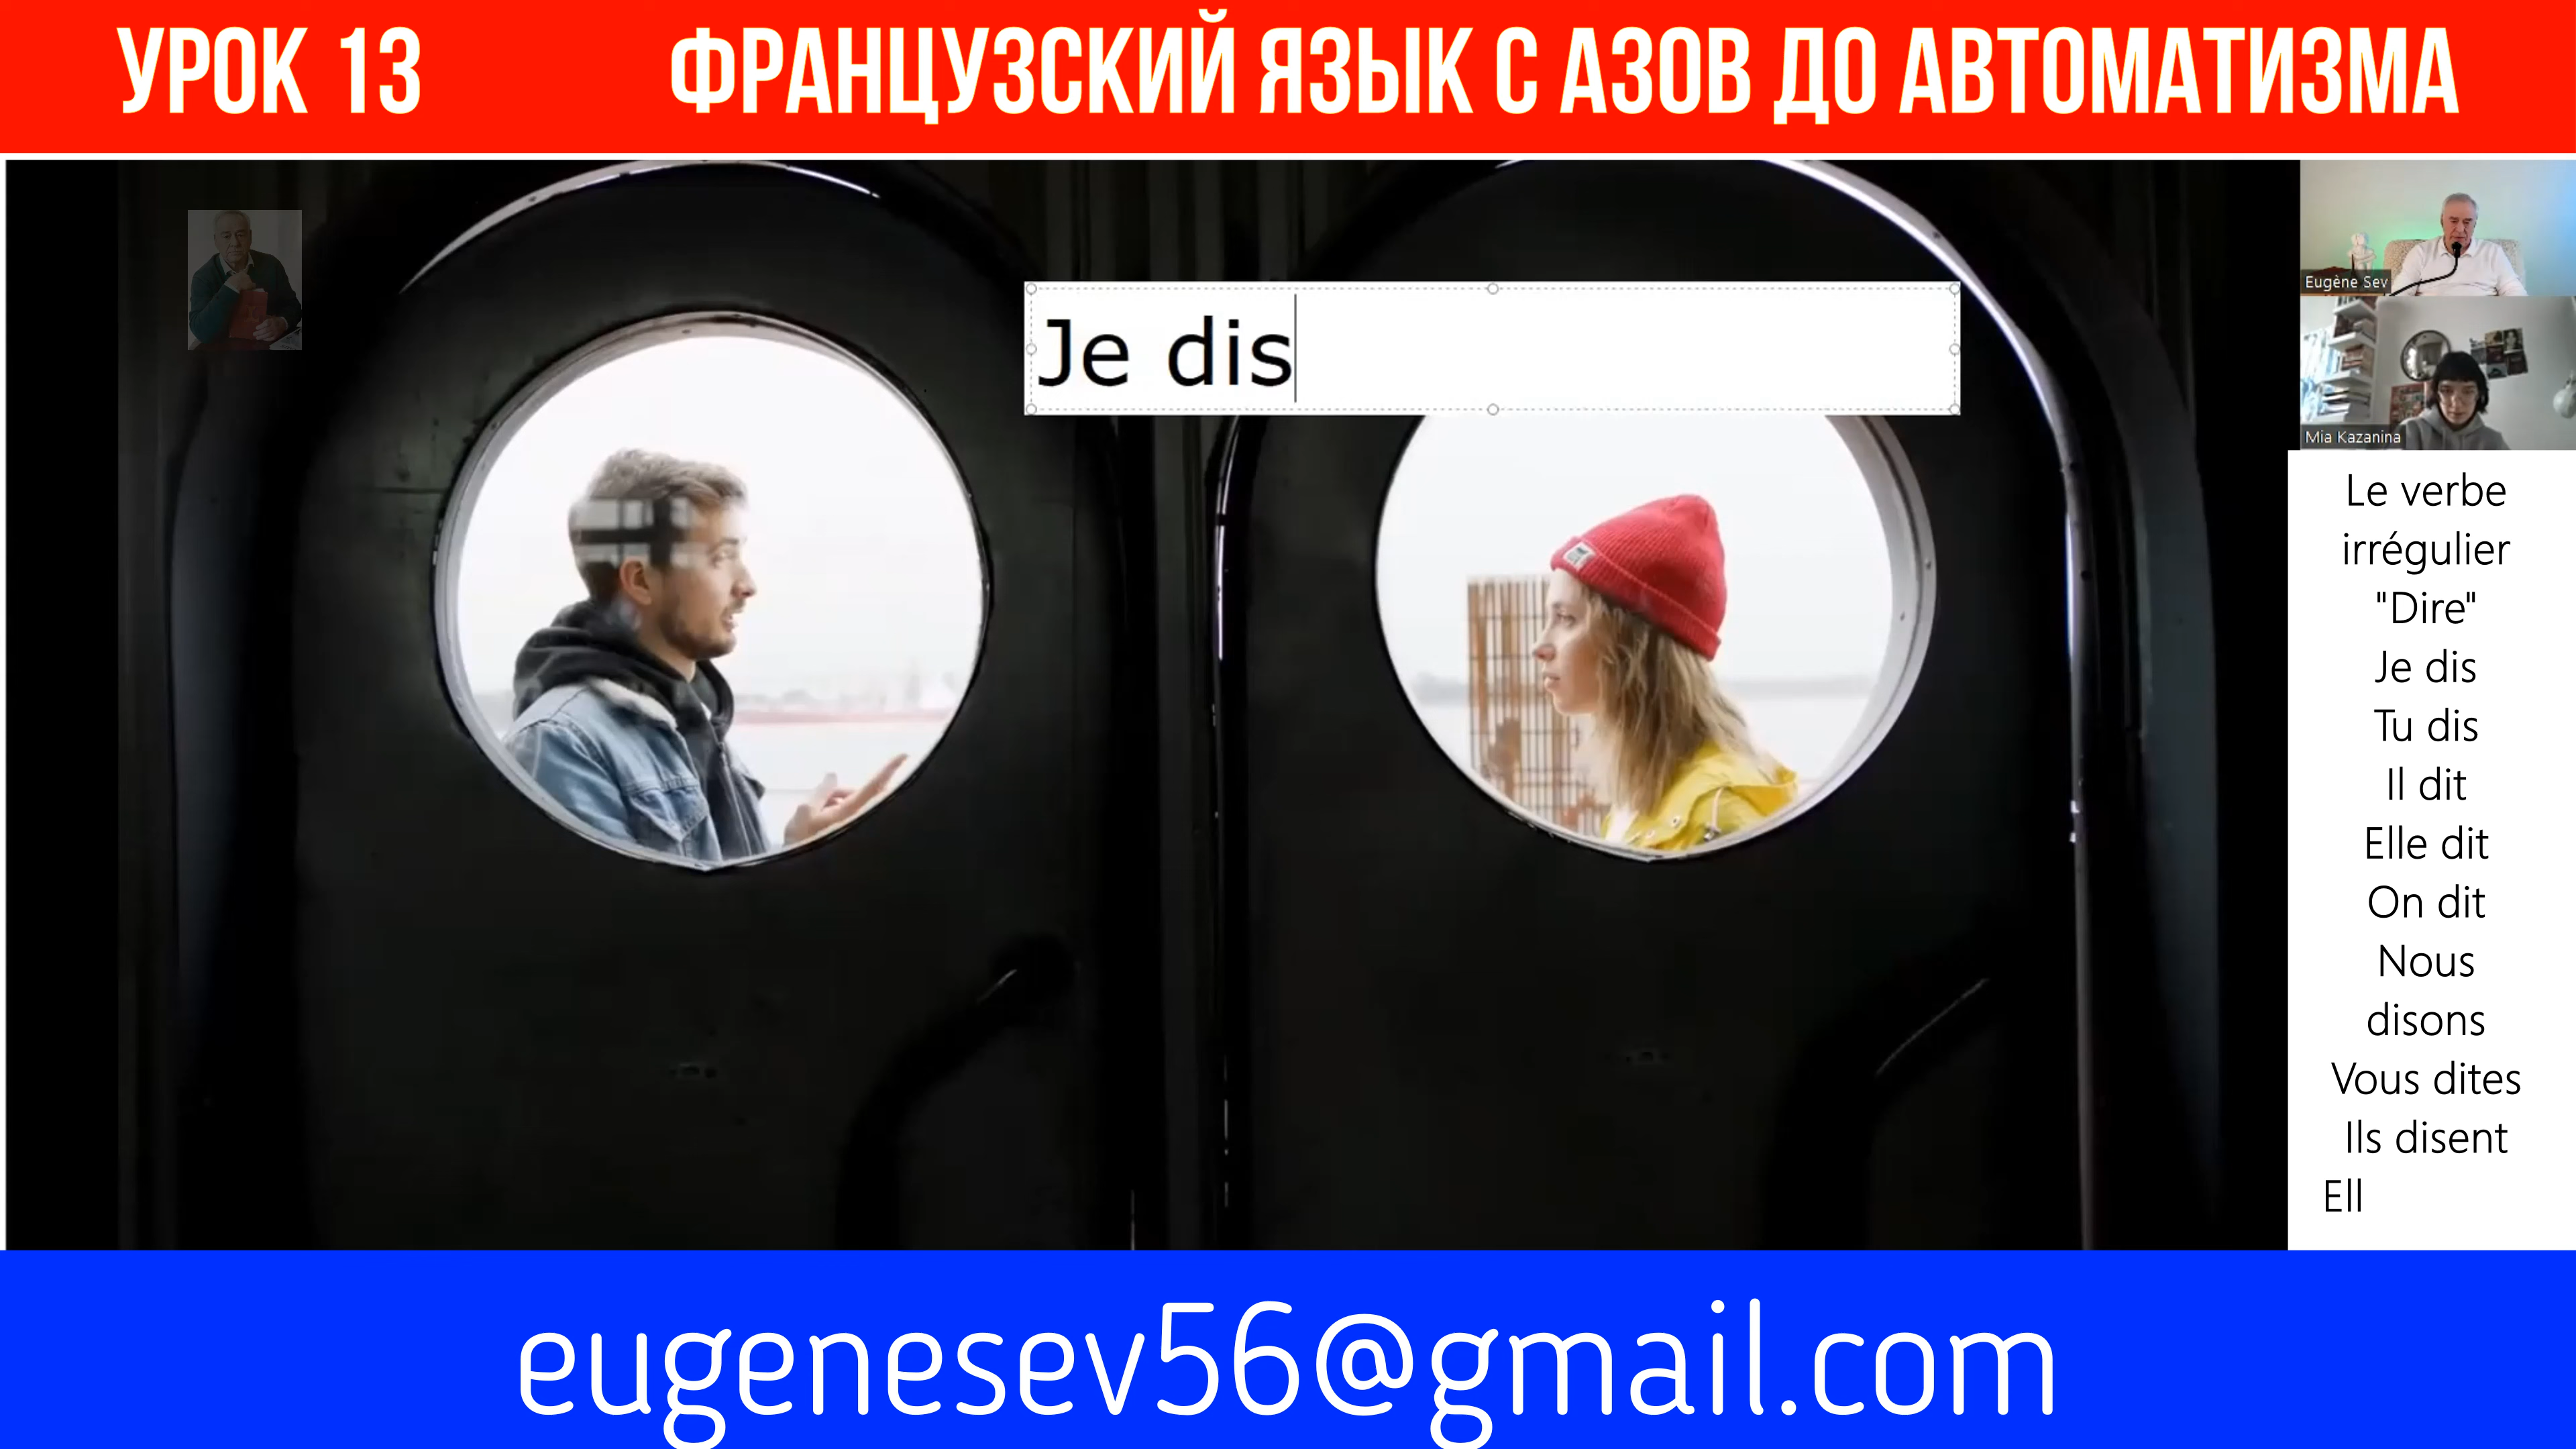 УРОК 13
ФРАНЦУЗСКИЙ ЯЗЫК С АЗОВ ДО АВТОМАТИЗМА
Je dis
Eugène Sev
Mia Kazanina
Le verbe
irrégulier
"Dire"
Je dis
Tu dis
Il dit
Elle dit
On dit
Nous
disons
Vous dites
Ils disent
Ell
eugenesev56@gmail.com